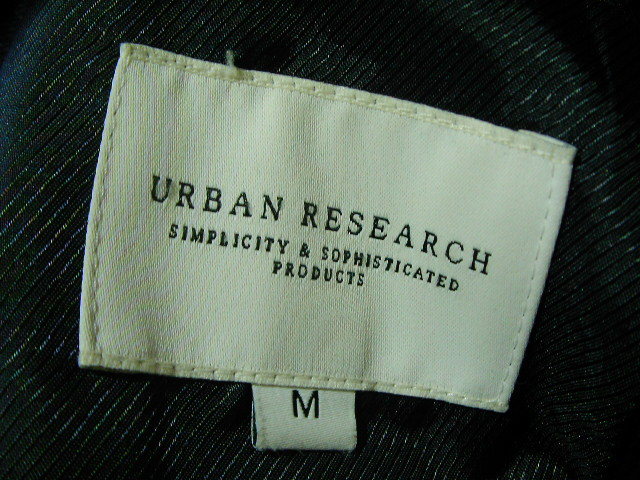 URBAN RESEARCH
SIMPLICITY & SOPHISTICATED
PRODUCTS
M